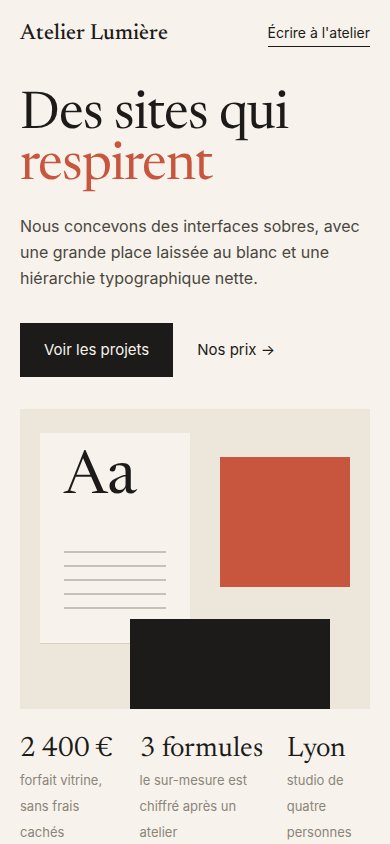 Atelier Lumière
Écrire à l'atelier
Des sites qui
respirent
Nous concevons des interfaces sobres, avec
une grande place laissée au blanc et une
hiérarchie typographique nette.
Voir les projets
Nos prix →
Aa
2 400 €
forfait vitrine,
sans frais
cachés
3 formules
le sur-mesure est
chiffré après un
atelier
Lyon
studio de
quatre
personnes